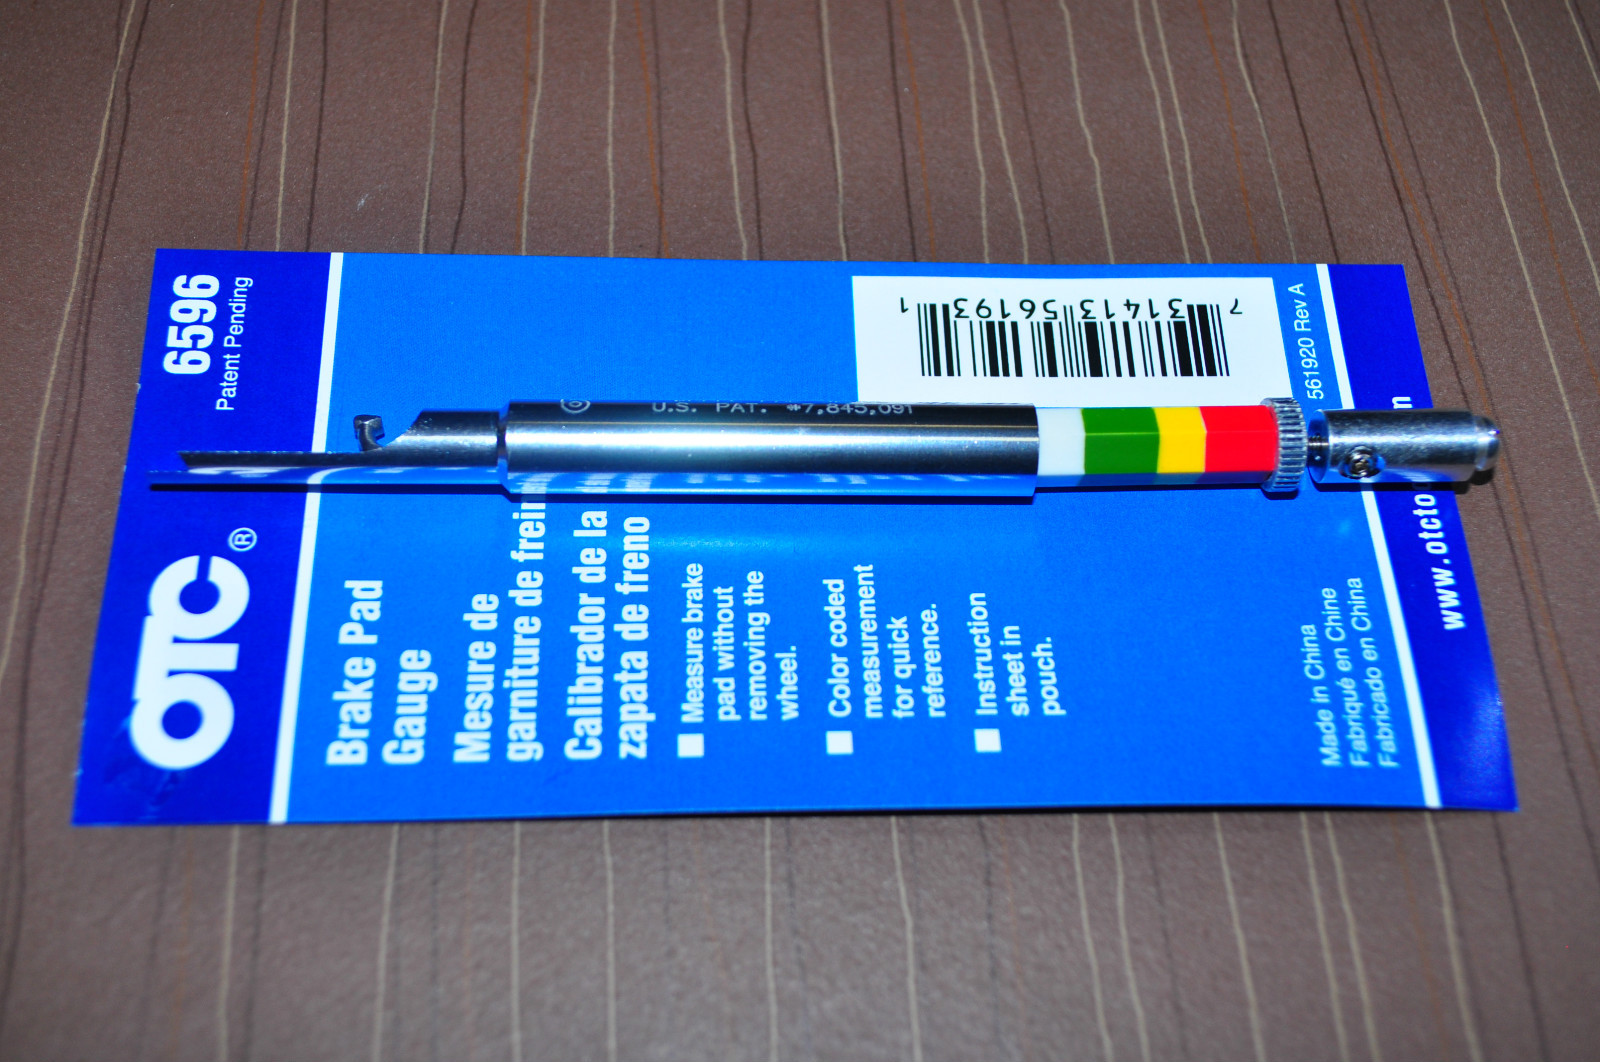 OTC®
6596
Patent Pending
Brake Pad
Gauge
Mesure de
garniture de frein
Calibrador de la
zapata de freno
Measure brake
pad without
removing the
wheel.
Color coded
measurement
for quick
reference.
Instruction
sheet in
pouch.
7 31413 56193 1
561920 Rev A
Made in China
Fabriqué en Chine
Fabricado en China
www.otcto
U.S. PAT. #7,845,091